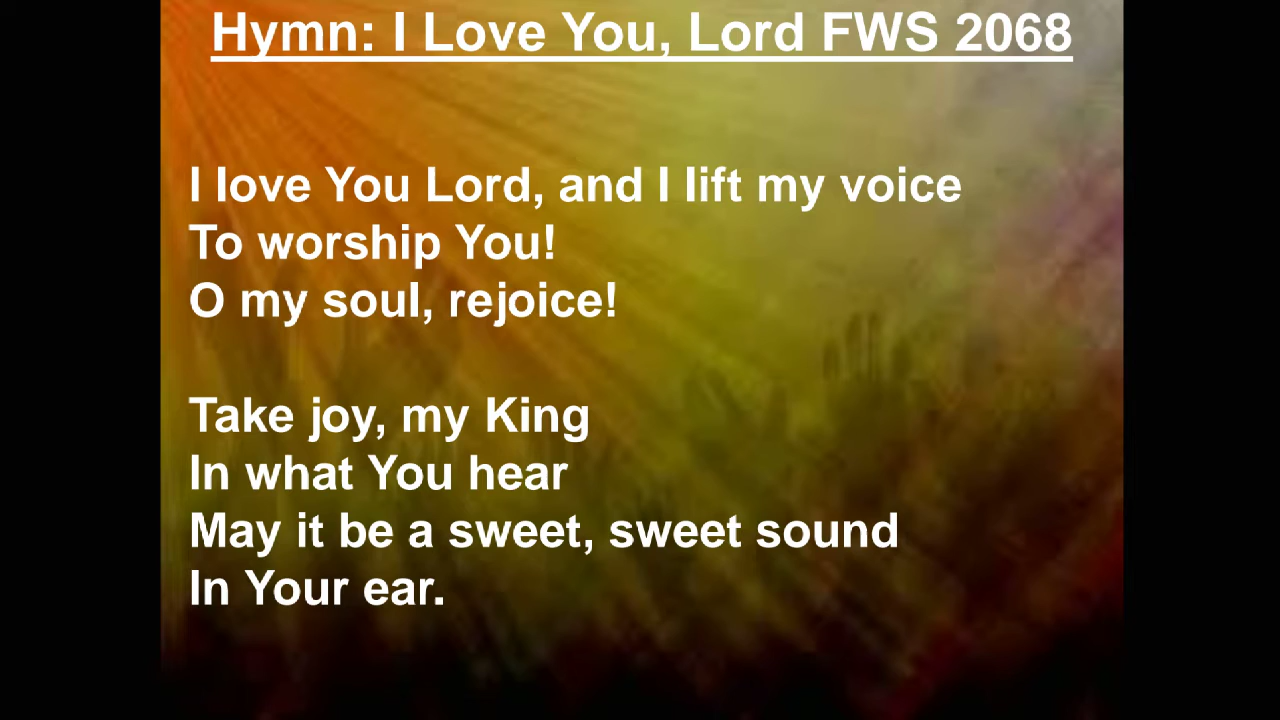 Hymn: I Love You, Lord FWS 2068
I love You Lord, and I lift my voice
To worship You!
O my soul, rejoice!
Take joy, my King
In what You hear
May it be a sweet, sweet sound
In Your ear.